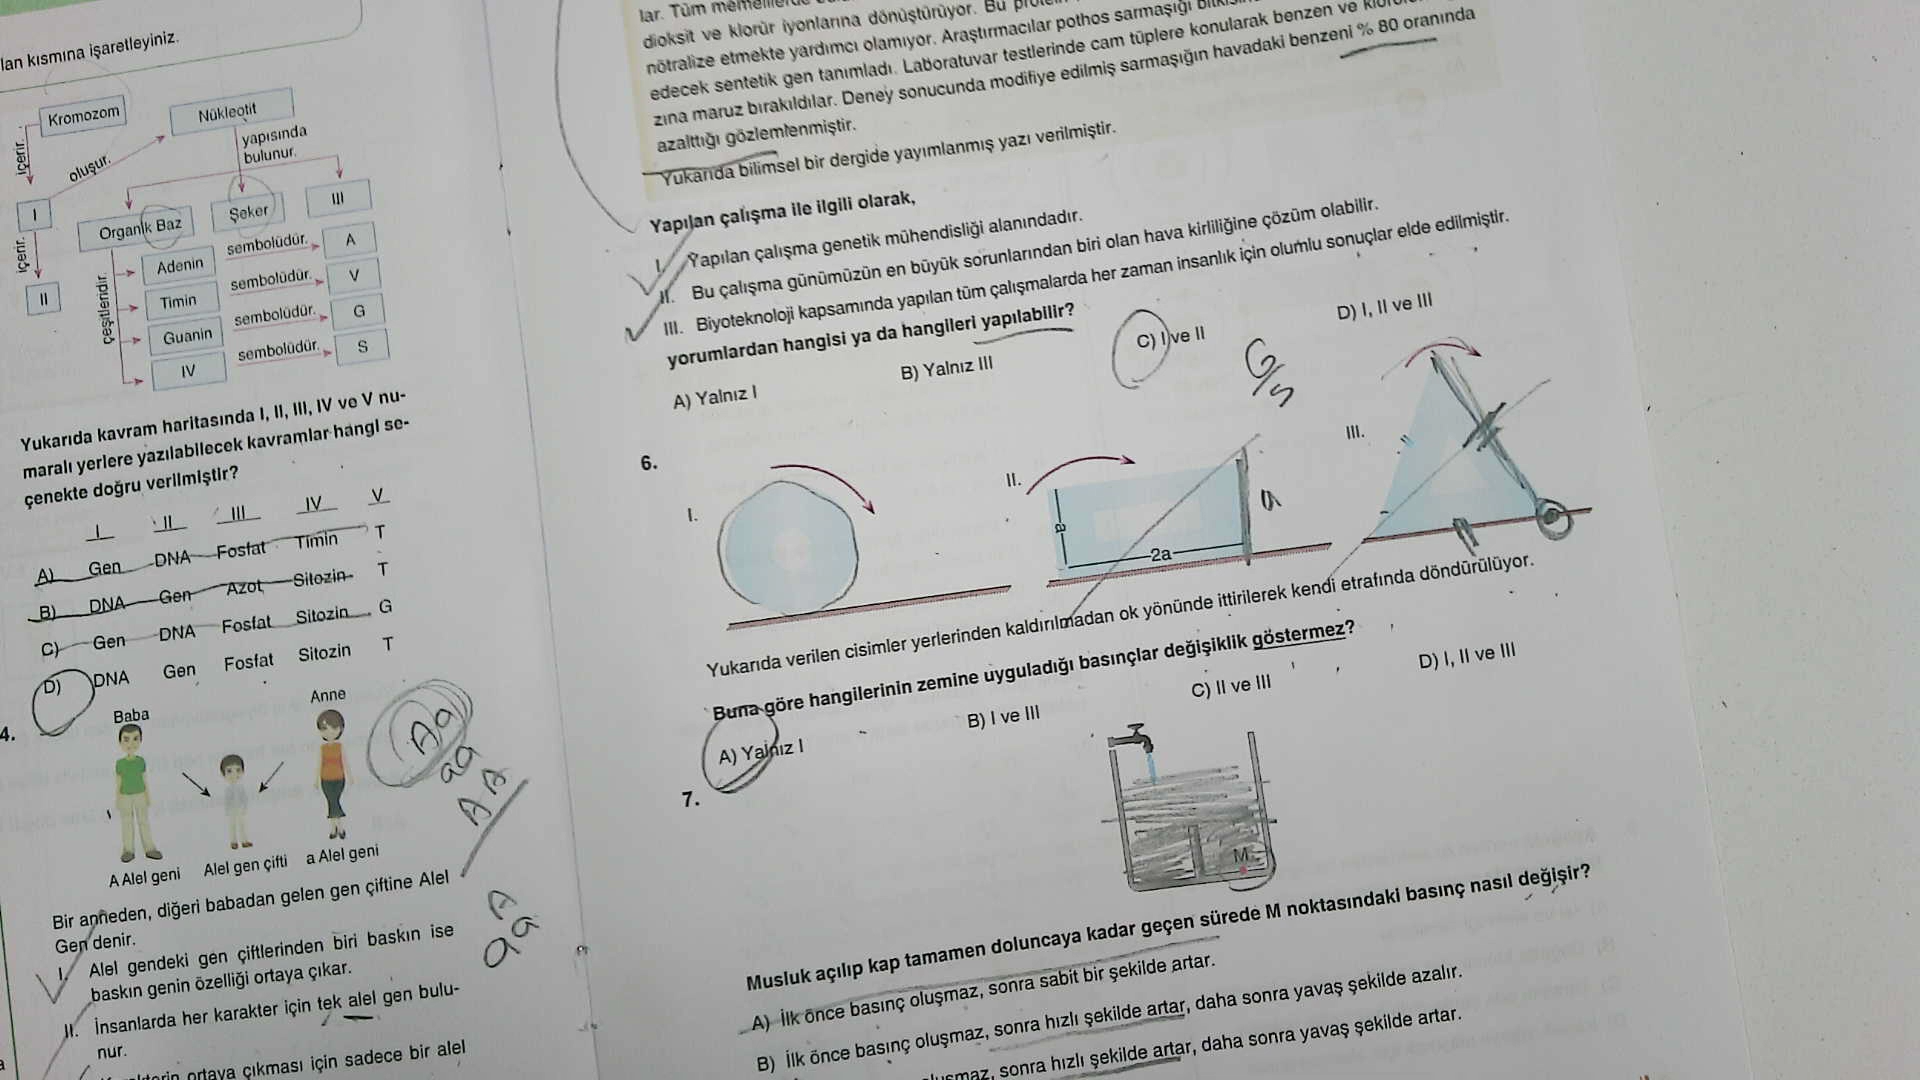 lan kısmına işaretleyiniz.
Kromozom
Nükleotit
içerir.
oluşur.
yapısında
bulunur.
I
Organik Baz
Şeker
III
içerir.
II
çeşitleridir.
Adenin
sembolüdür.
A
Timin
sembolüdür.
V
Guanin
sembolüdür.
G
IV
sembolüdür.
S
Yukarıda kavram haritasında I, II, III, IV ve V nu-
maralı yerlere yazılabilecek kavramlar hangi se-
çenekte doğru verilmiştir?
I II III IV V
A) Gen DNA Fosfat Timin T
B) DNA Gen Azot Sitozin T
C) Gen DNA Fosfat Sitozin G
D) DNA Gen Fosfat Sitozin T
4.
Baba
Anne
Aa
aa
AA
A Alel geni
Alel gen çifti
a Alel geni
Bir anneden, diğeri babadan gelen gen çiftine Alel
Gen denir.
A
aa
I. Alel gendeki gen çiftlerinden biri baskın ise
baskın genin özelliği ortaya çıkar.
II. İnsanlarda her karakter için tek alel gen bulu-
nur.
ortaya çıkması için sadece bir alel
lar. Tüm
dioksit ve klorür iyonlarına dönüştürüyor. Bu
nötralize etmekte yardımcı olamıyor. Araştırmacılar pothos sarmaşığı
edecek sentetik gen tanımladı. Laboratuvar testlerinde cam tüplere konularak benzen ve
zına maruz bırakıldılar. Deney sonucunda modifiye edilmiş sarmaşığın havadaki benzeni % 80 oranında
azalttığı gözlemlenmiştir.
Yukarıda bilimsel bir dergide yayımlanmış yazı verilmiştir.
Yapılan çalışma ile ilgili olarak,
I. Yapılan çalışma genetik mühendisliği alanındadır.
II. Bu çalışma günümüzün en büyük sorunlarından biri olan hava kirliliğine çözüm olabilir.
III. Biyoteknoloji kapsamında yapılan tüm çalışmalarda her zaman insanlık için olumlu sonuçlar elde edilmiştir.
yorumlardan hangisi ya da hangileri yapılabilir?
A) Yalnız I
B) Yalnız III
C) I ve II
D) I, II ve III
G/S
6.
I.
II.
a
2a
a
III.
Yukarıda verilen cisimler yerlerinden kaldırılmadan ok yönünde ittirilerek kendi etrafında döndürülüyor.
Buna göre hangilerinin zemine uyguladığı basınçlar değişiklik göstermez?
A) Yalnız I
B) I ve III
C) II ve III
D) I, II ve III
7.
M
Musluk açılıp kap tamamen doluncaya kadar geçen sürede M noktasındaki basınç nasıl değişir?
A) İlk önce basınç oluşmaz, sonra sabit bir şekilde artar.
B) İlk önce basınç oluşmaz, sonra hızlı şekilde artar, daha sonra yavaş şekilde azalır.
sonra hızlı şekilde artar, daha sonra yavaş şekilde artar.